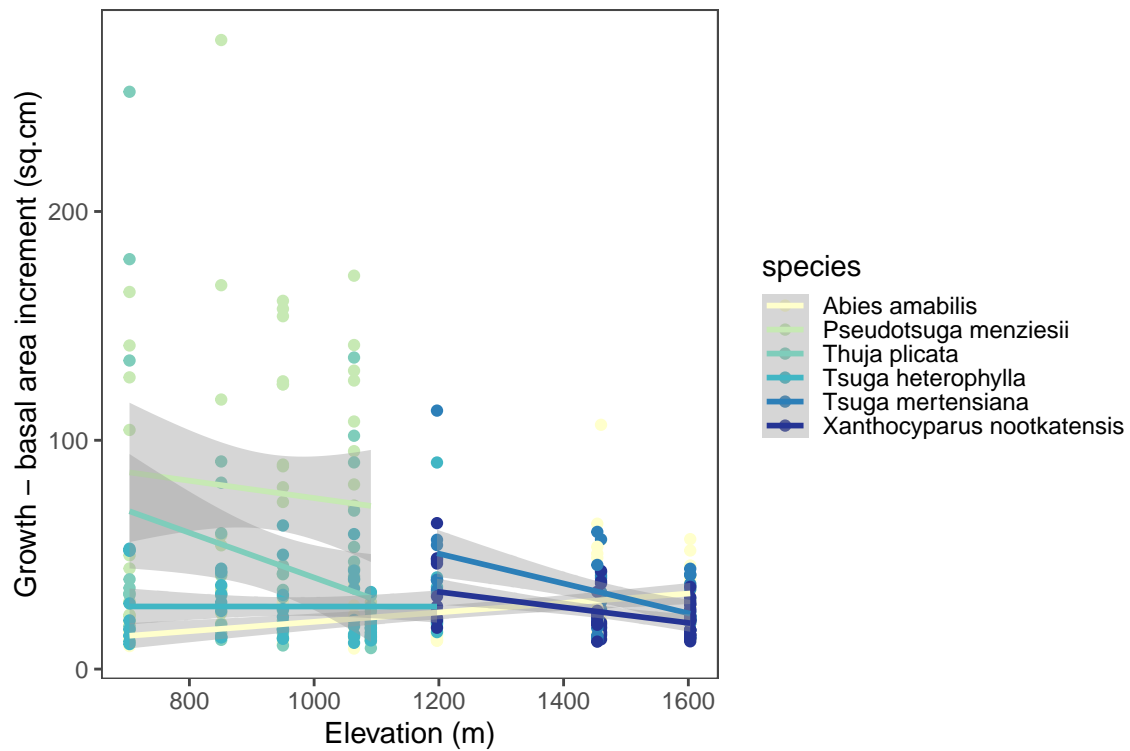 Growth – basal area increment (sq.cm)
200
100
0
800
1000
1200
1400
1600
Elevation (m)
species
Abies amabilis
Pseudotsuga menziesii
Thuja plicata
Tsuga heterophylla
Tsuga mertensiana
Xanthocyparus nootkatensis